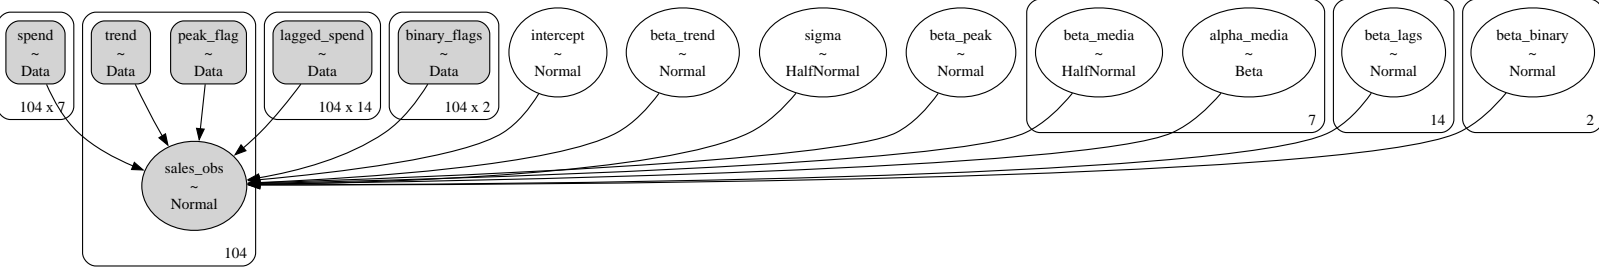 spend
~
Data
104 x 7
trend
~
Data
peak_flag
~
Data
lagged_spend
~
Data
104 x 14
binary_flags
~
Data
104 x 2
intercept
~
Normal
beta_trend
~
Normal
sigma
~
HalfNormal
beta_peak
~
Normal
beta_media
~
HalfNormal
alpha_media
~
Beta
7
beta_lags
~
Normal
14
beta_binary
~
Normal
2
sales_obs
~
Normal
104